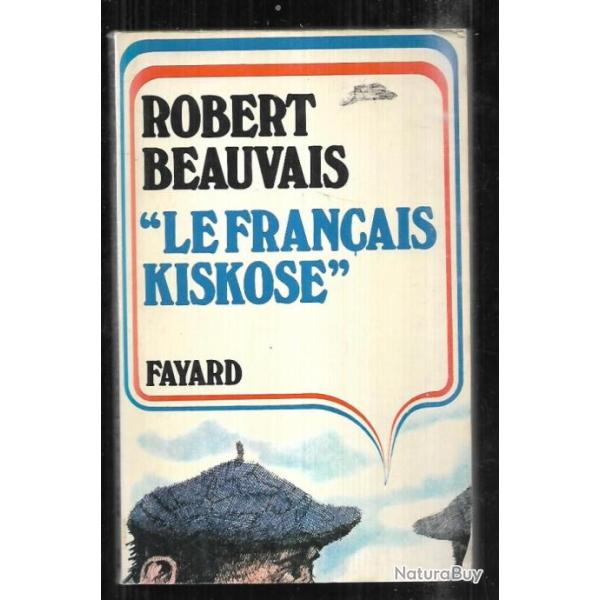 ROBERT
BEAUVAIS
"LE FRANÇAIS
KISKOSE"
FAYARD
NaturaBuy